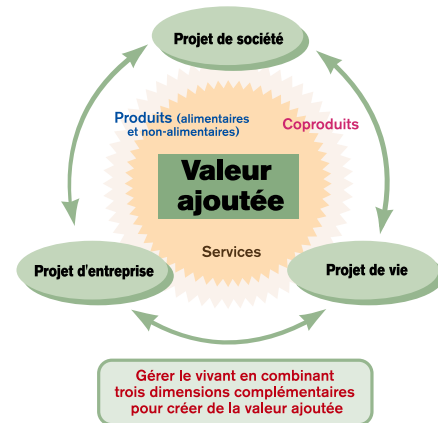 Projet de société
Produits (alimentaires
et non-alimentaires)
Coproduits
Valeur
ajoutée
Services
Projet d'entreprise
Projet de vie
Gérer le vivant en combinant
trois dimensions complémentaires
pour créer de la valeur ajoutée